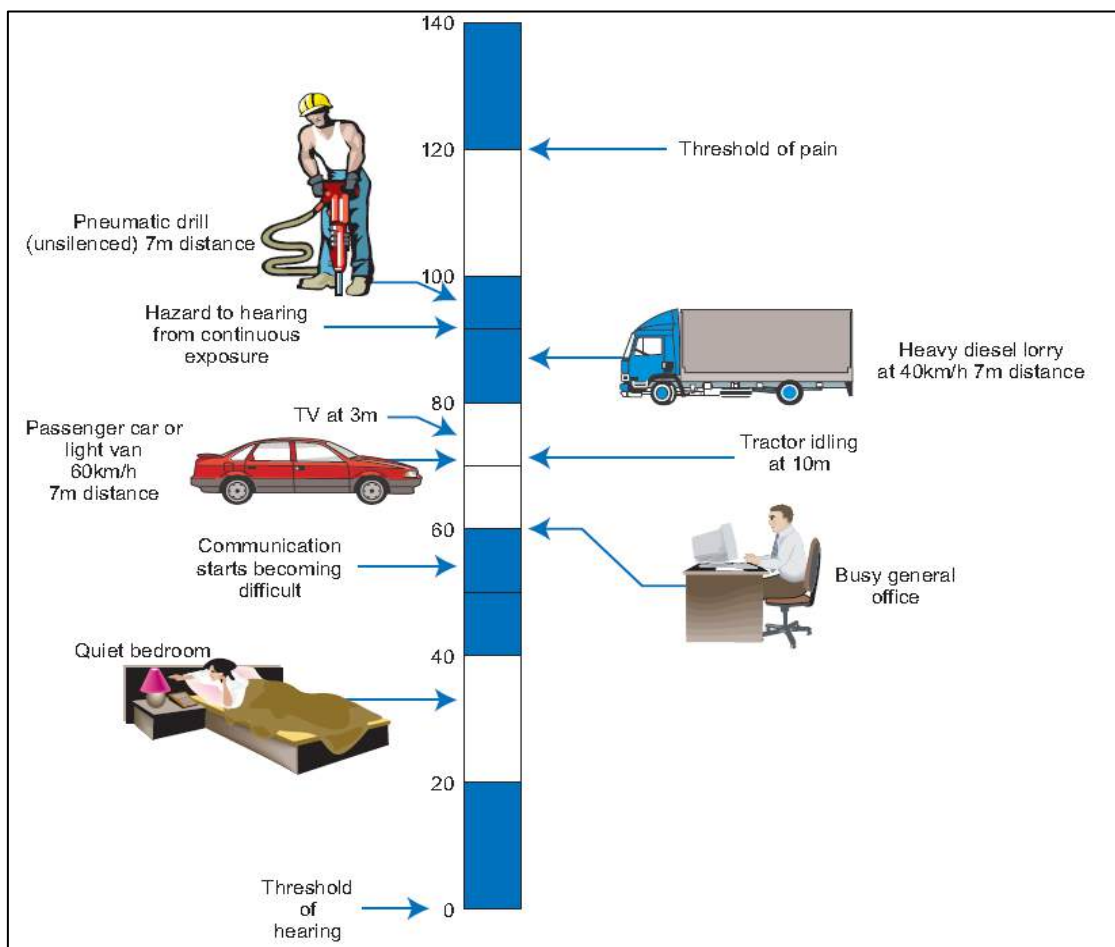 140
120
Threshold of pain
Pneumatic drill
(unsilenced) 7m distance
100
Hazard to hearing
from continuous
exposure
Heavy diesel lorry
at 40km/h 7m distance
80
TV at 3m
Passenger car or
light van
60km/h
7m distance
Tractor idling
at 10m
60
Communication
starts becoming
difficult
Busy general
office
Quiet bedroom
40
20
Threshold
of
hearing
0